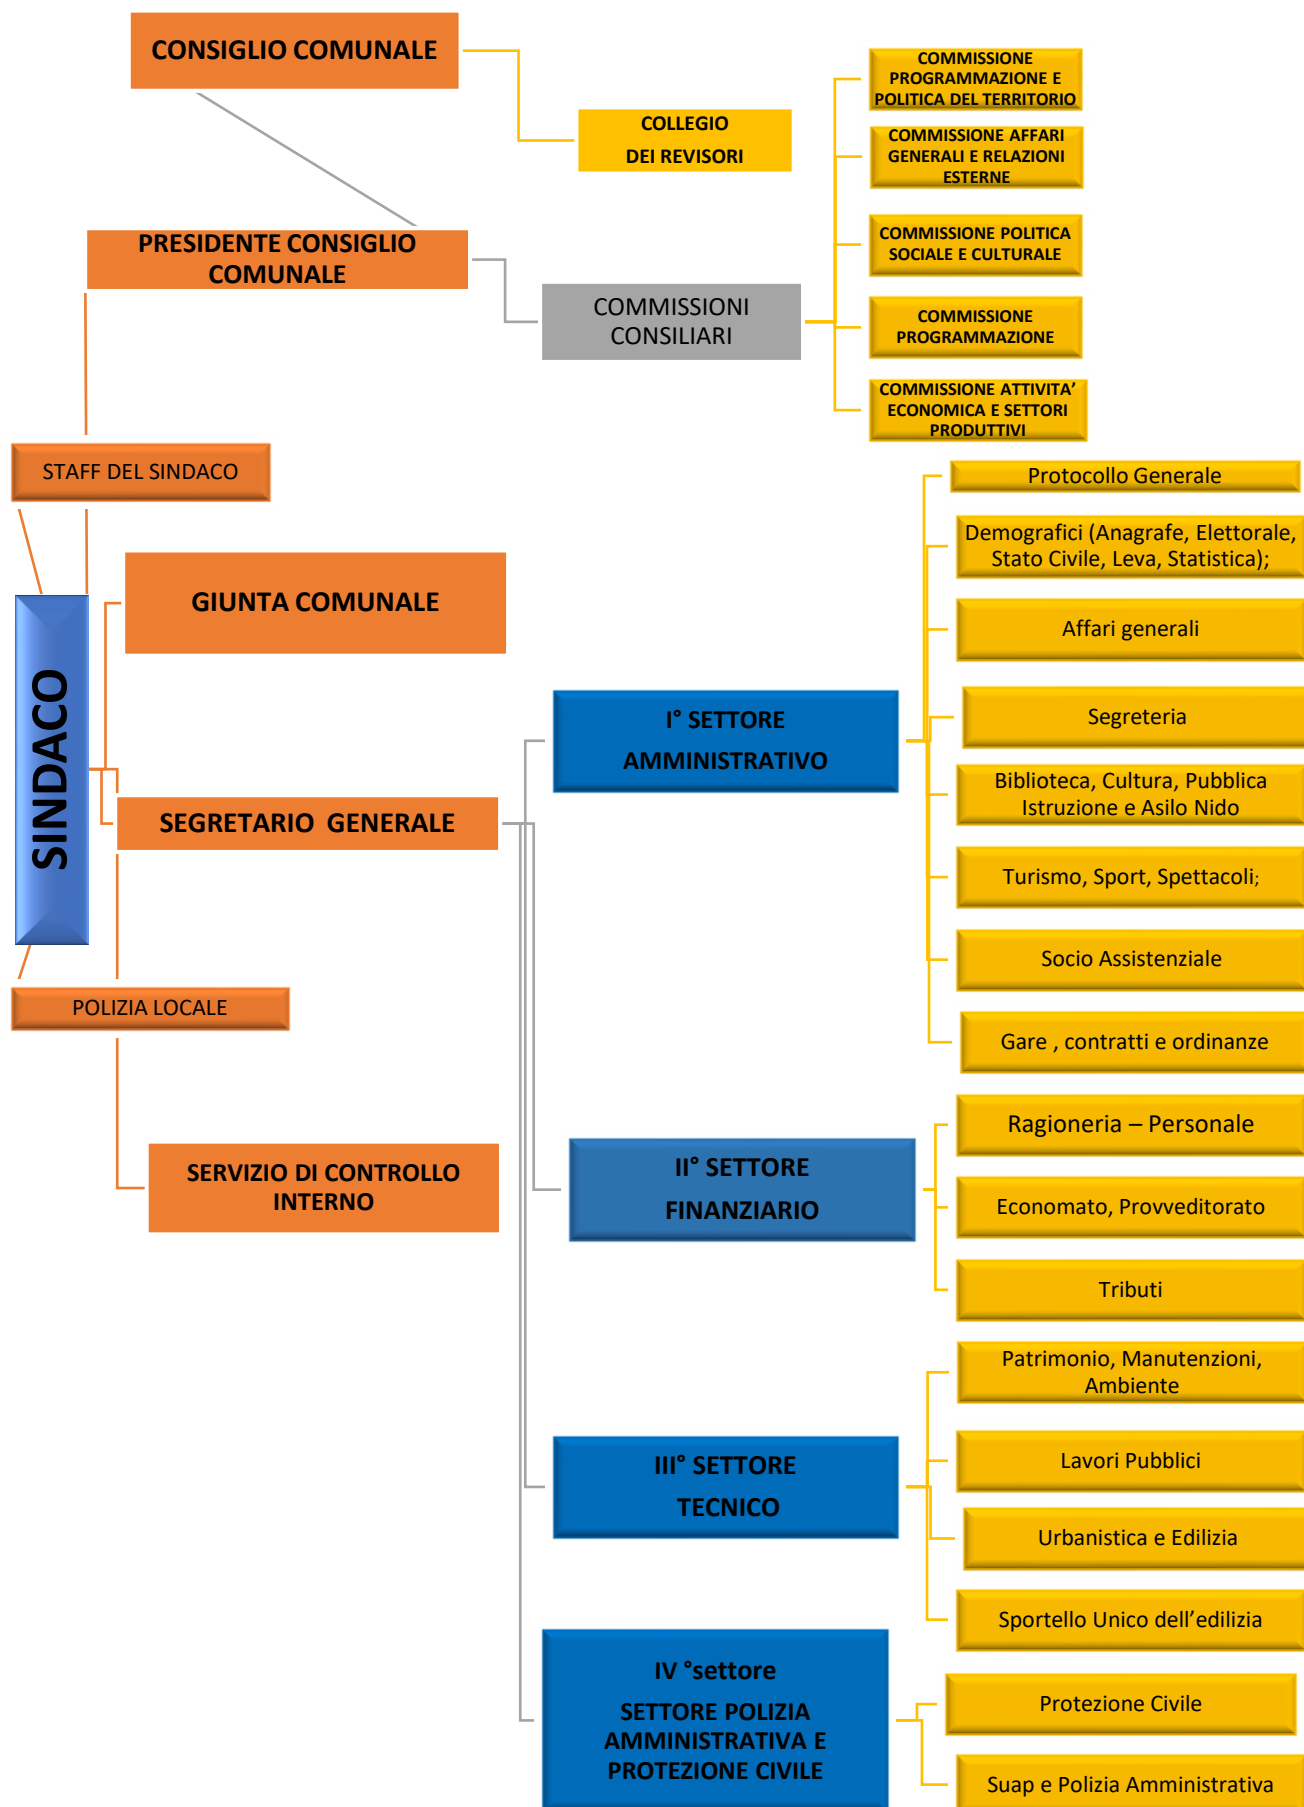 CONSIGLIO COMUNALE
COLLEGIO
DEI REVISORI
COMMISSIONE
PROGRAMMAZIONE E
POLITICA DEL TERRITORIO
COMMISSIONE AFFARI
GENERALI E RELAZIONI
ESTERNE
PRESIDENTE CONSIGLIO
COMUNALE
COMMISSIONI
CONSILIARI
COMMISSIONE POLITICA
SOCIALE E CULTURALE
COMMISSIONE
PROGRAMMAZIONE
COMMISSIONE ATTIVITA’
ECONOMICA E SETTORI
PRODUTTIVI
STAFF DEL SINDACO
SINDACO
GIUNTA COMUNALE
SEGRETARIO  GENERALE
POLIZIA LOCALE
SERVIZIO DI CONTROLLO
INTERNO
I° SETTORE
AMMINISTRATIVO
Protocollo Generale
Demografici (Anagrafe, Elettorale,
Stato Civile, Leva, Statistica);
Affari generali
Segreteria
Biblioteca, Cultura, Pubblica
Istruzione e Asilo Nido
Turismo, Sport, Spettacoli;
Socio Assistenziale
Gare , contratti e ordinanze
II° SETTORE
FINANZIARIO
Ragioneria – Personale
Economato, Provveditorato
Tributi
III° SETTORE
TECNICO
Patrimonio, Manutenzioni,
Ambiente
Lavori Pubblici
Urbanistica e Edilizia
Sportello Unico dell’edilizia
IV °settore
SETTORE POLIZIA
AMMINISTRATIVA E
PROTEZIONE CIVILE
Protezione Civile
Suap e Polizia Amministrativa